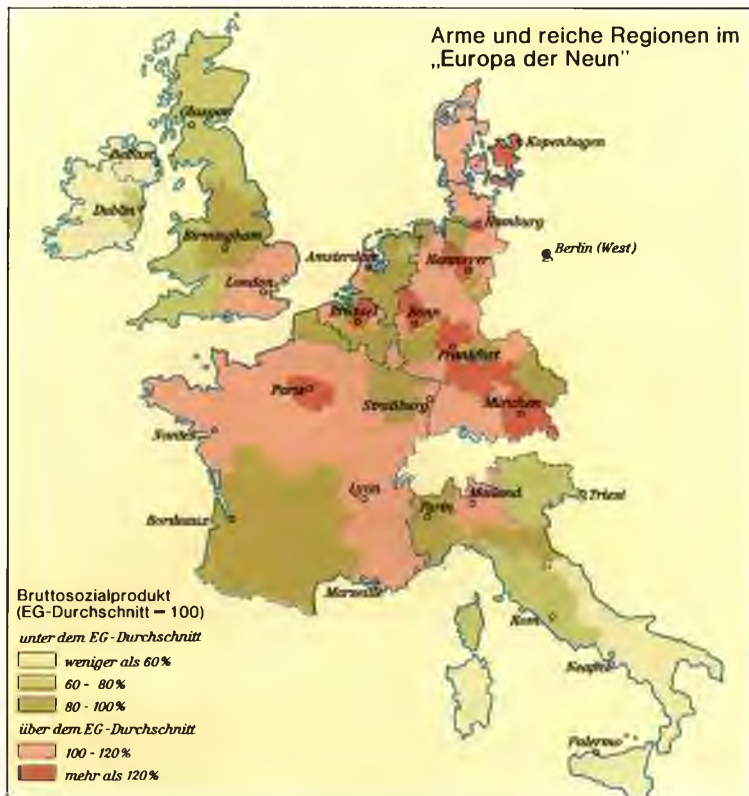 Arme und reiche Regionen im
„Europa der Neun"
Glasgow
Belfast
Kopenhagen
Dublin
Hamburg
Birmingham
Berlin (West)
Amsterdam
Hannover
London
Brüssel
Bonn
Frankfurt
Paris
Straßburg
München
Nantes
Lyon
Mailand
Turin
Triest
Bordeaux
Marseille
Rom
Neapel
Palermo
Bruttosozialprodukt
(EG-Durchschnitt = 100)
unter dem EG-Durchschnitt
weniger als 60%
60 - 80%
80 - 100%
über dem EG-Durchschnitt
100 - 120%
mehr als 120%